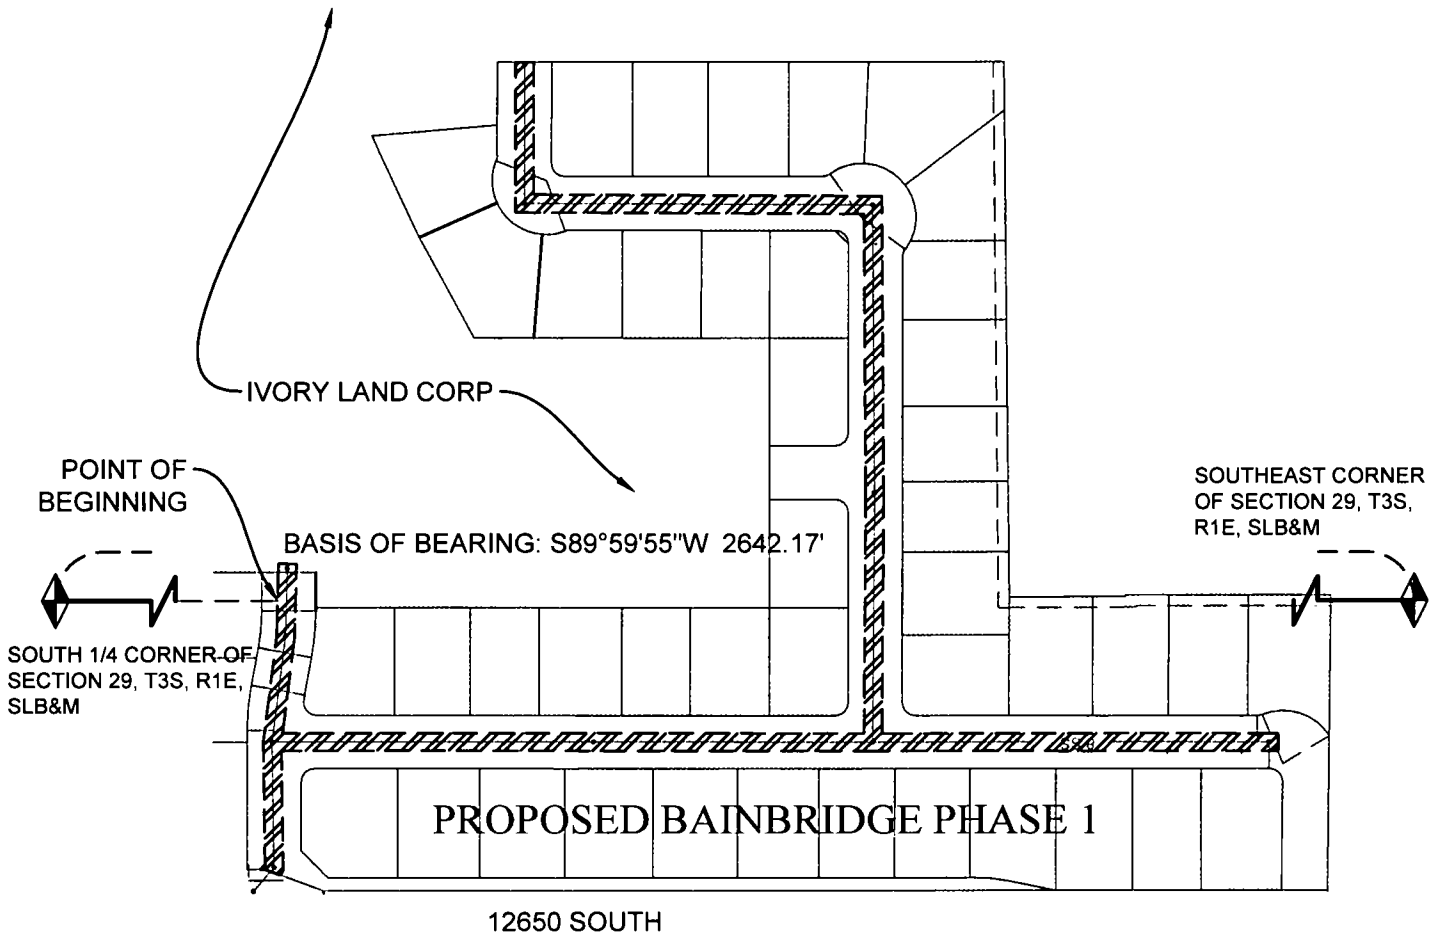 IVORY LAND CORP
POINT OF
BEGINNING
BASIS OF BEARING: S89°59'55"W 2642.17'
SOUTHEAST CORNER
OF SECTION 29, T3S,
R1E, SLB&M
SOUTH 1/4 CORNER OF
SECTION 29, T3S, R1E,
SLB&M
PROPOSED BAINBRIDGE PHASE 1
12650 SOUTH